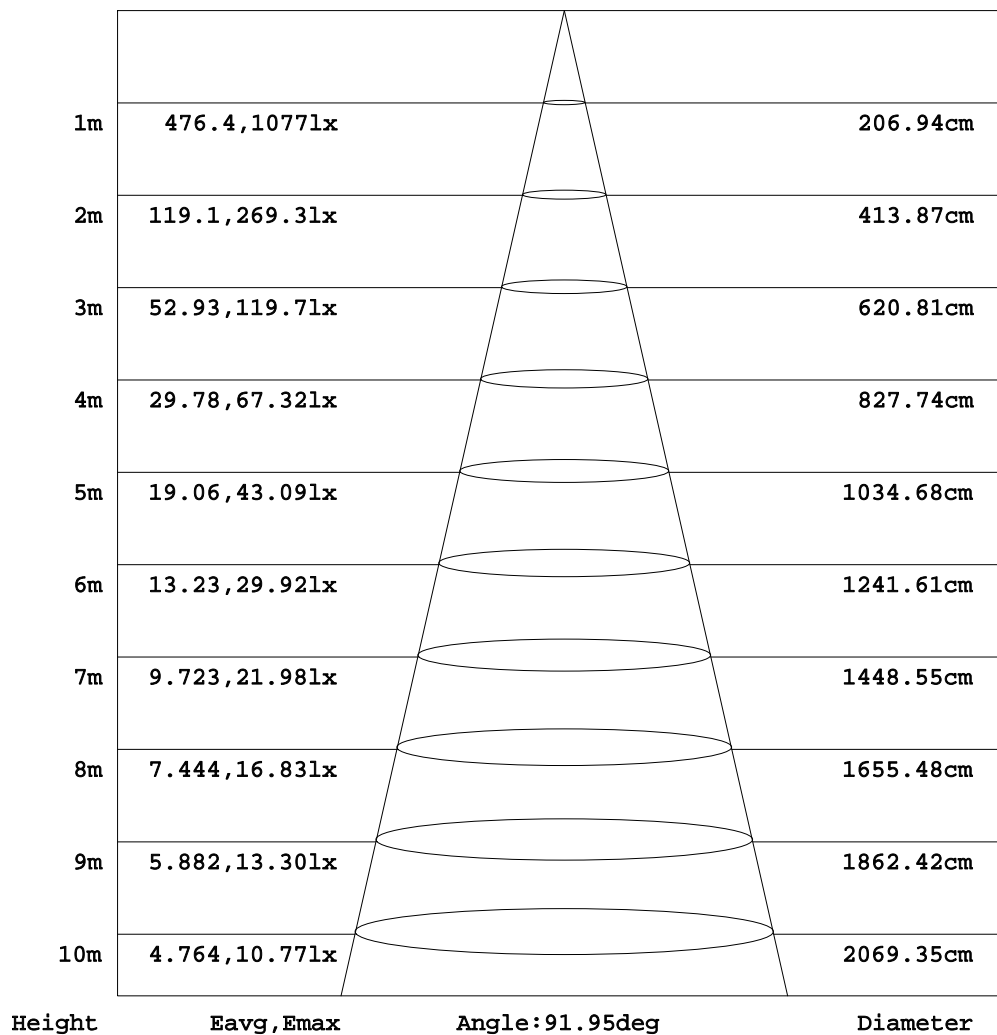 1m 476.4,1077lx 206.94cm
2m 119.1,269.3lx 413.87cm
3m 52.93,119.7lx 620.81cm
4m 29.78,67.32lx 827.74cm
5m 19.06,43.09lx 1034.68cm
6m 13.23,29.92lx 1241.61cm
7m 9.723,21.98lx 1448.55cm
8m 7.444,16.83lx 1655.48cm
9m 5.882,13.30lx 1862.42cm
10m 4.764,10.77lx 2069.35cm
Height Eavg,Emax Angle:91.95deg Diameter